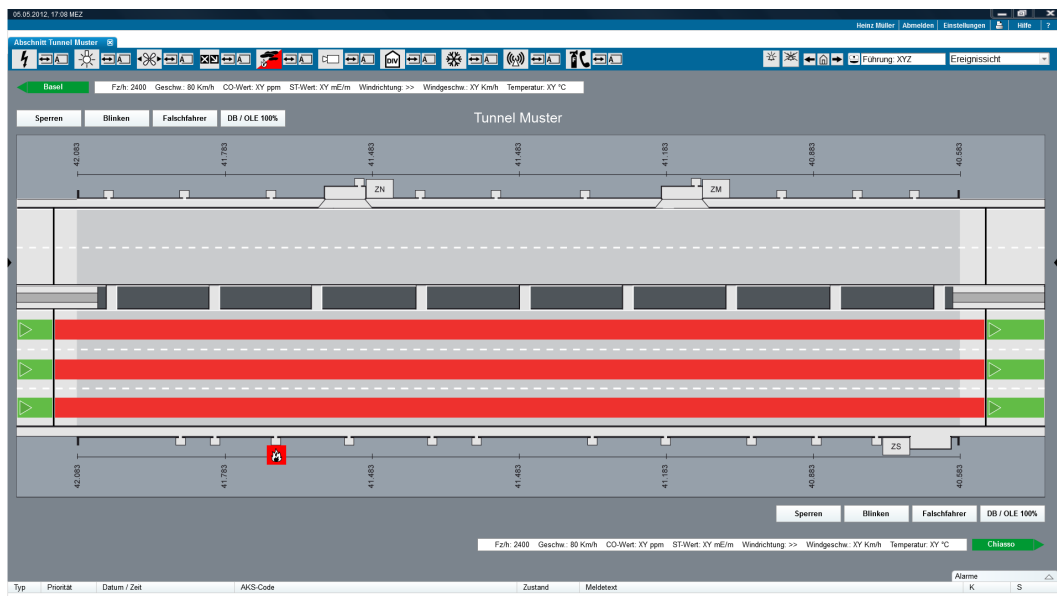 05.05.2012, 17:08 MEZ
Heinz Müller | Abmelden | Einstellungen | Hilfe | ?
Abschnitt Tunnel Muster
A A A A A A A A A A
DIV
Führung: XYZ
Ereignissicht
Basel
Fz/h: 2400 Geschw.: 80 Km/h CO-Wert: XY ppm ST-Wert: XY mE/m Windrichtung: >> Windgeschw.: XY Km/h Temperatur: XY °C
Sperren Blinken Falschfahrer DB / OLE 100%
Tunnel Muster
42.083 41.783 41.483 41.483 41.183 40.883 40.583
ZN ZM
ZS
42.083 41.783 41.483 41.483 41.183 40.883 40.583
Sperren Blinken Falschfahrer DB / OLE 100%
Fz/h: 2400 Geschw.: 80 Km/h CO-Wert: XY ppm ST-Wert: XY mE/m Windrichtung: >> Windgeschw.: XY Km/h Temperatur: XY °C
Chiasso
Alarme
Typ Priorität Datum / Zeit AKS-Code Zustand Meldetext K S